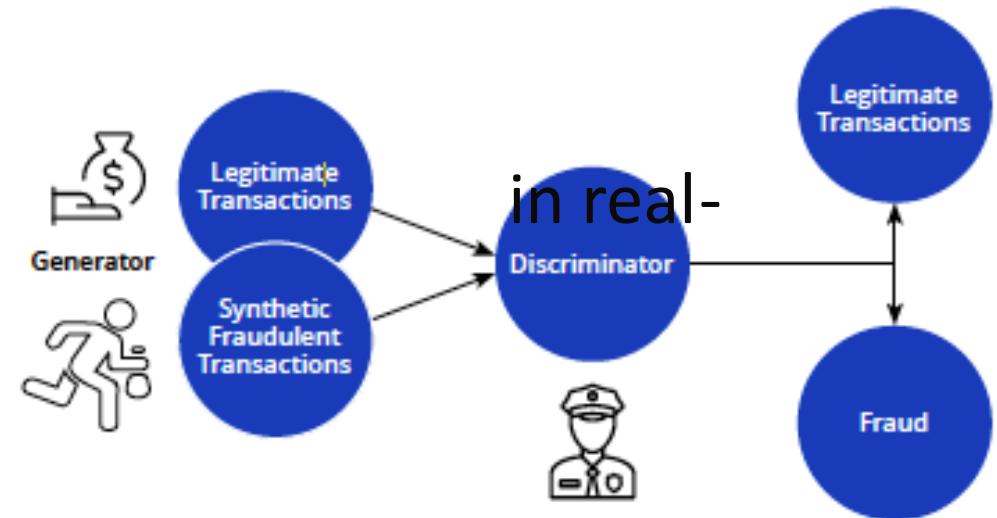 Legitimate
Transactions
Generator
Synthetic
Fraudulent
Transactions
in real-
Discriminator
Legitimate
Transactions
Fraud